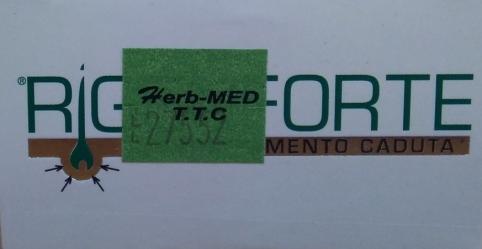 ®RIG FORTE
Herb-MED
T.T.C
MENTO CADUTA